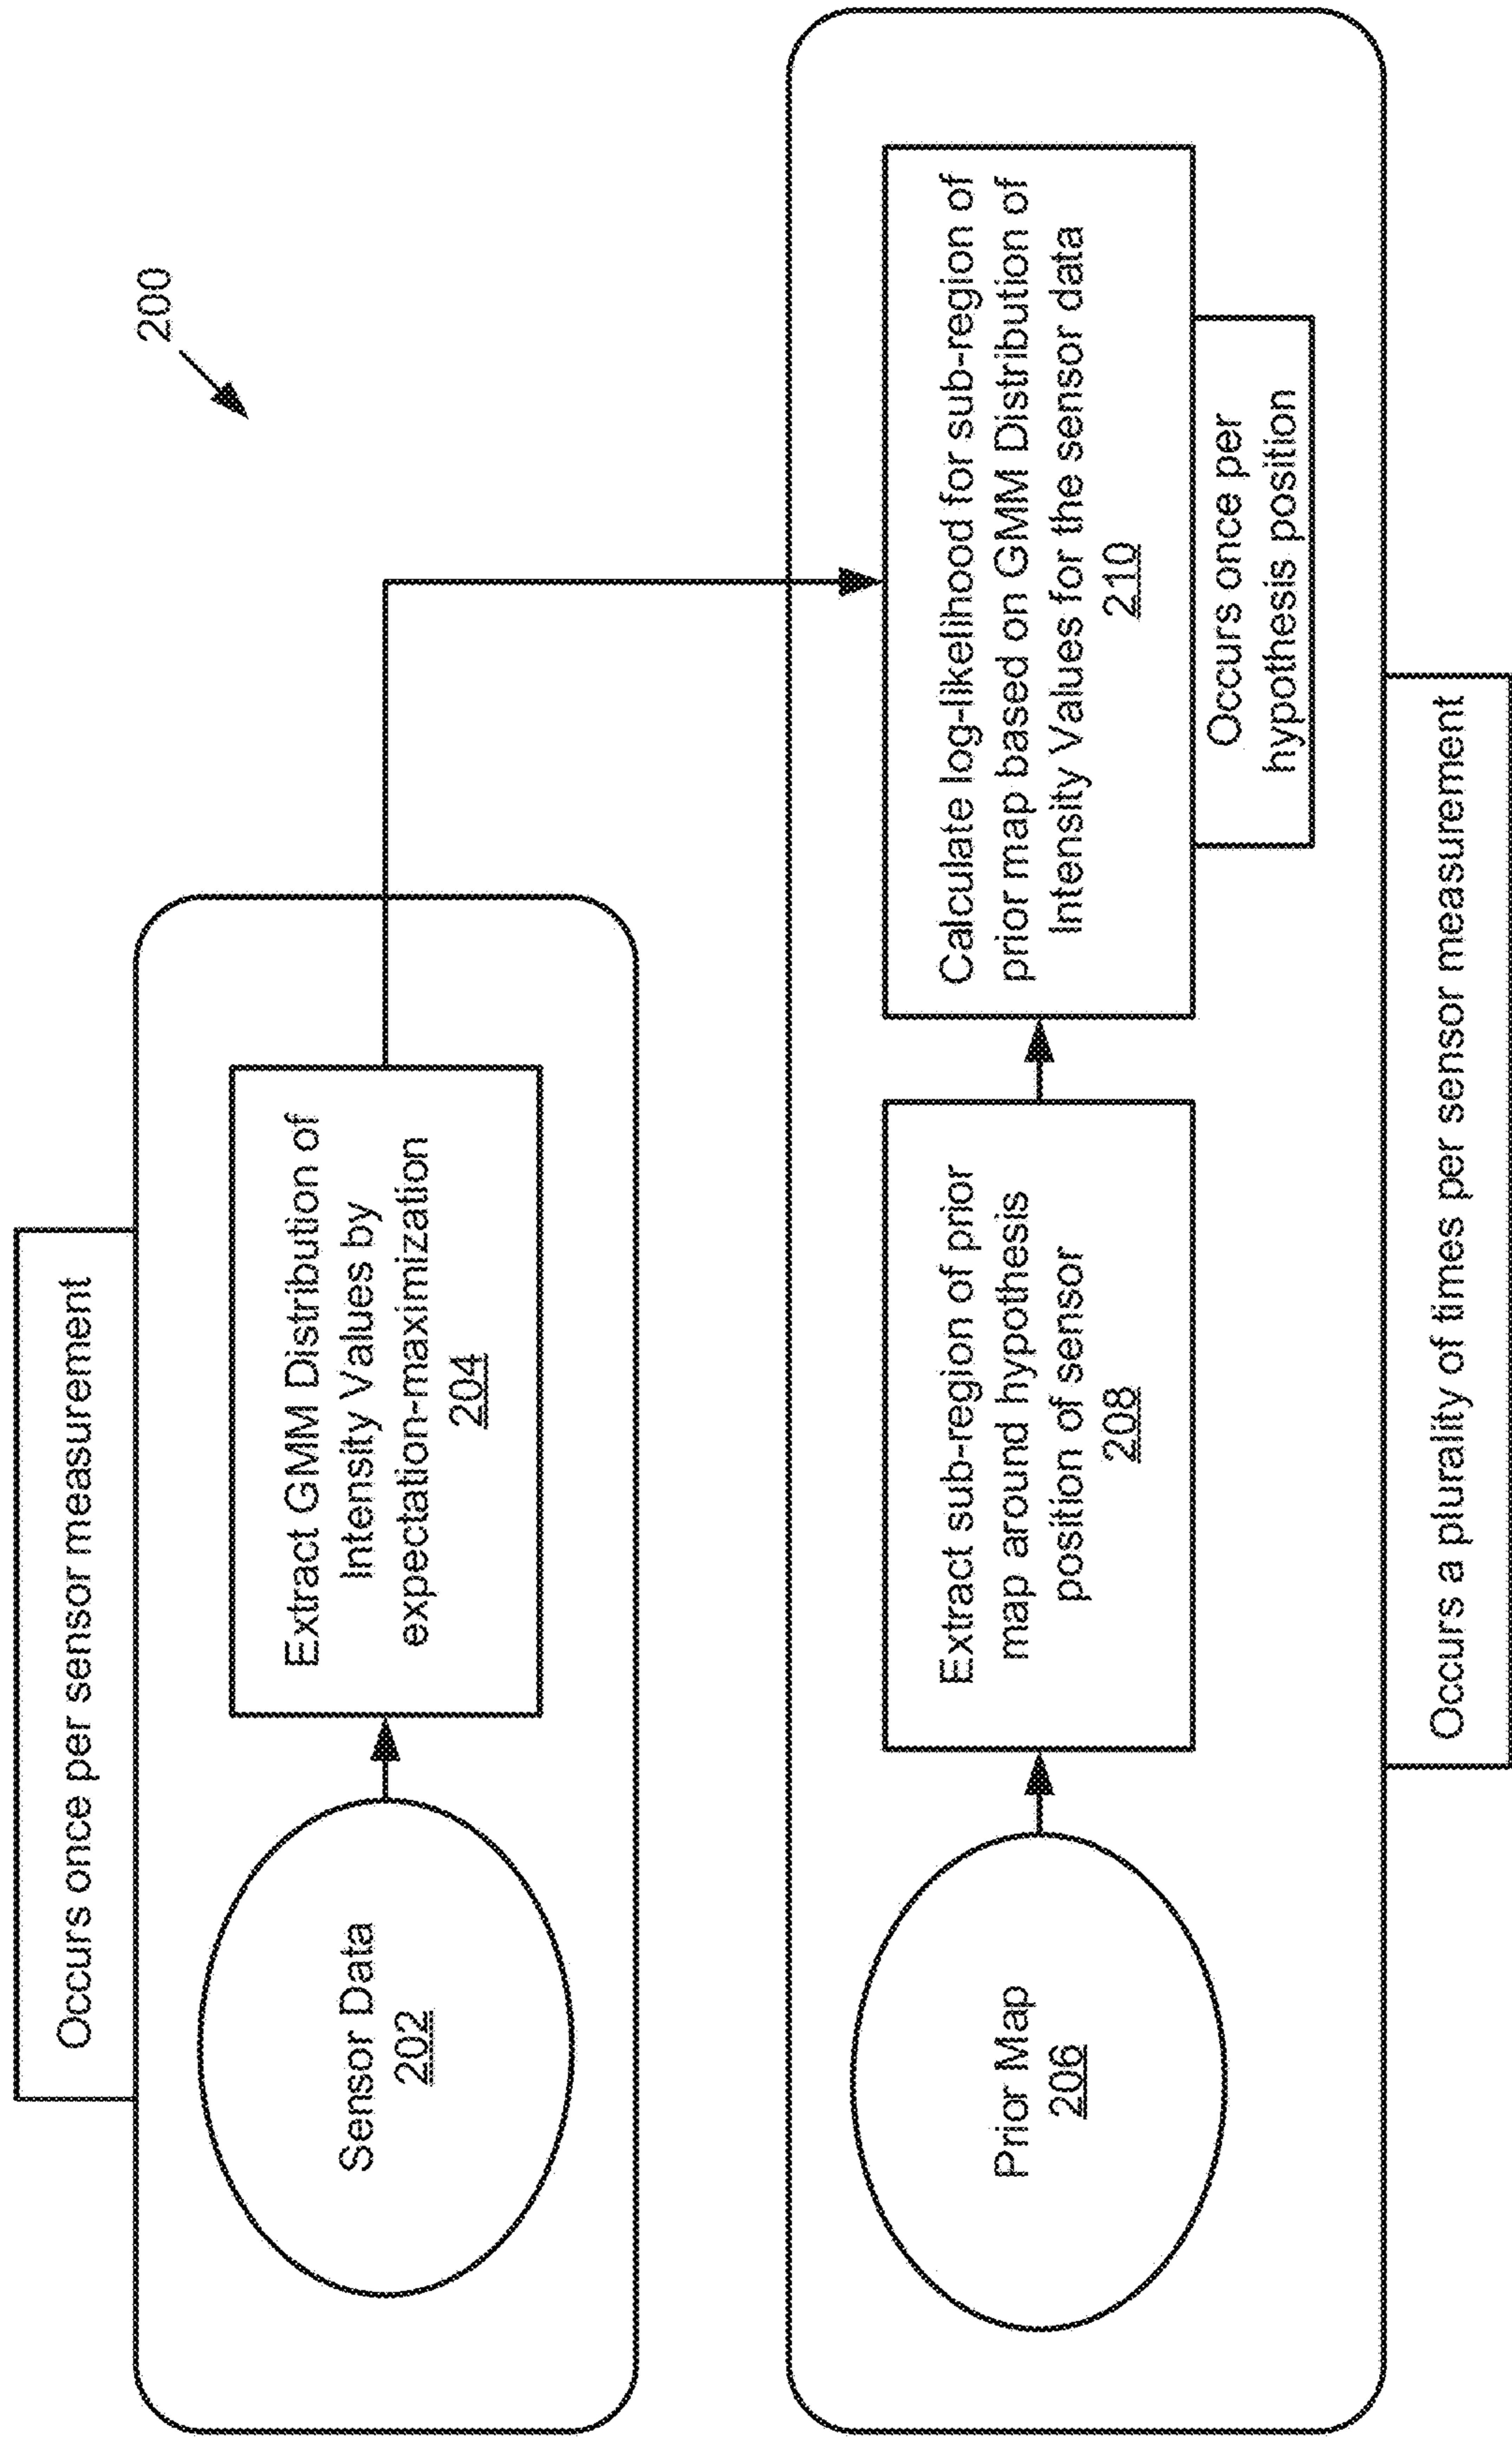 200
Occurs once per sensor measurement
Sensor Data
202
Extract GMM Distribution of
Intensity Values by
expectation-maximization
204
Prior Map
206
Extract sub-region of prior
map around hypothesis
position of sensor
208
Calculate log-likelihood for sub-region of
prior map based on GMM Distribution of
Intensity Values for the sensor data
210
Occurs once per
hypothesis position
Occurs a plurality of times per sensor measurement